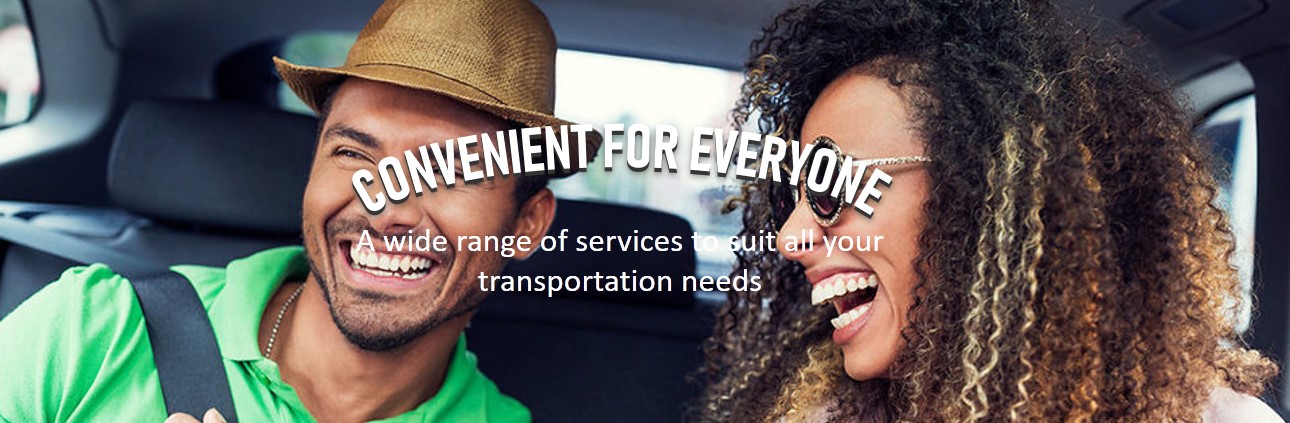 CONVENIENT FOR EVERYONE
A wide range of services to suit all your
transportation needs